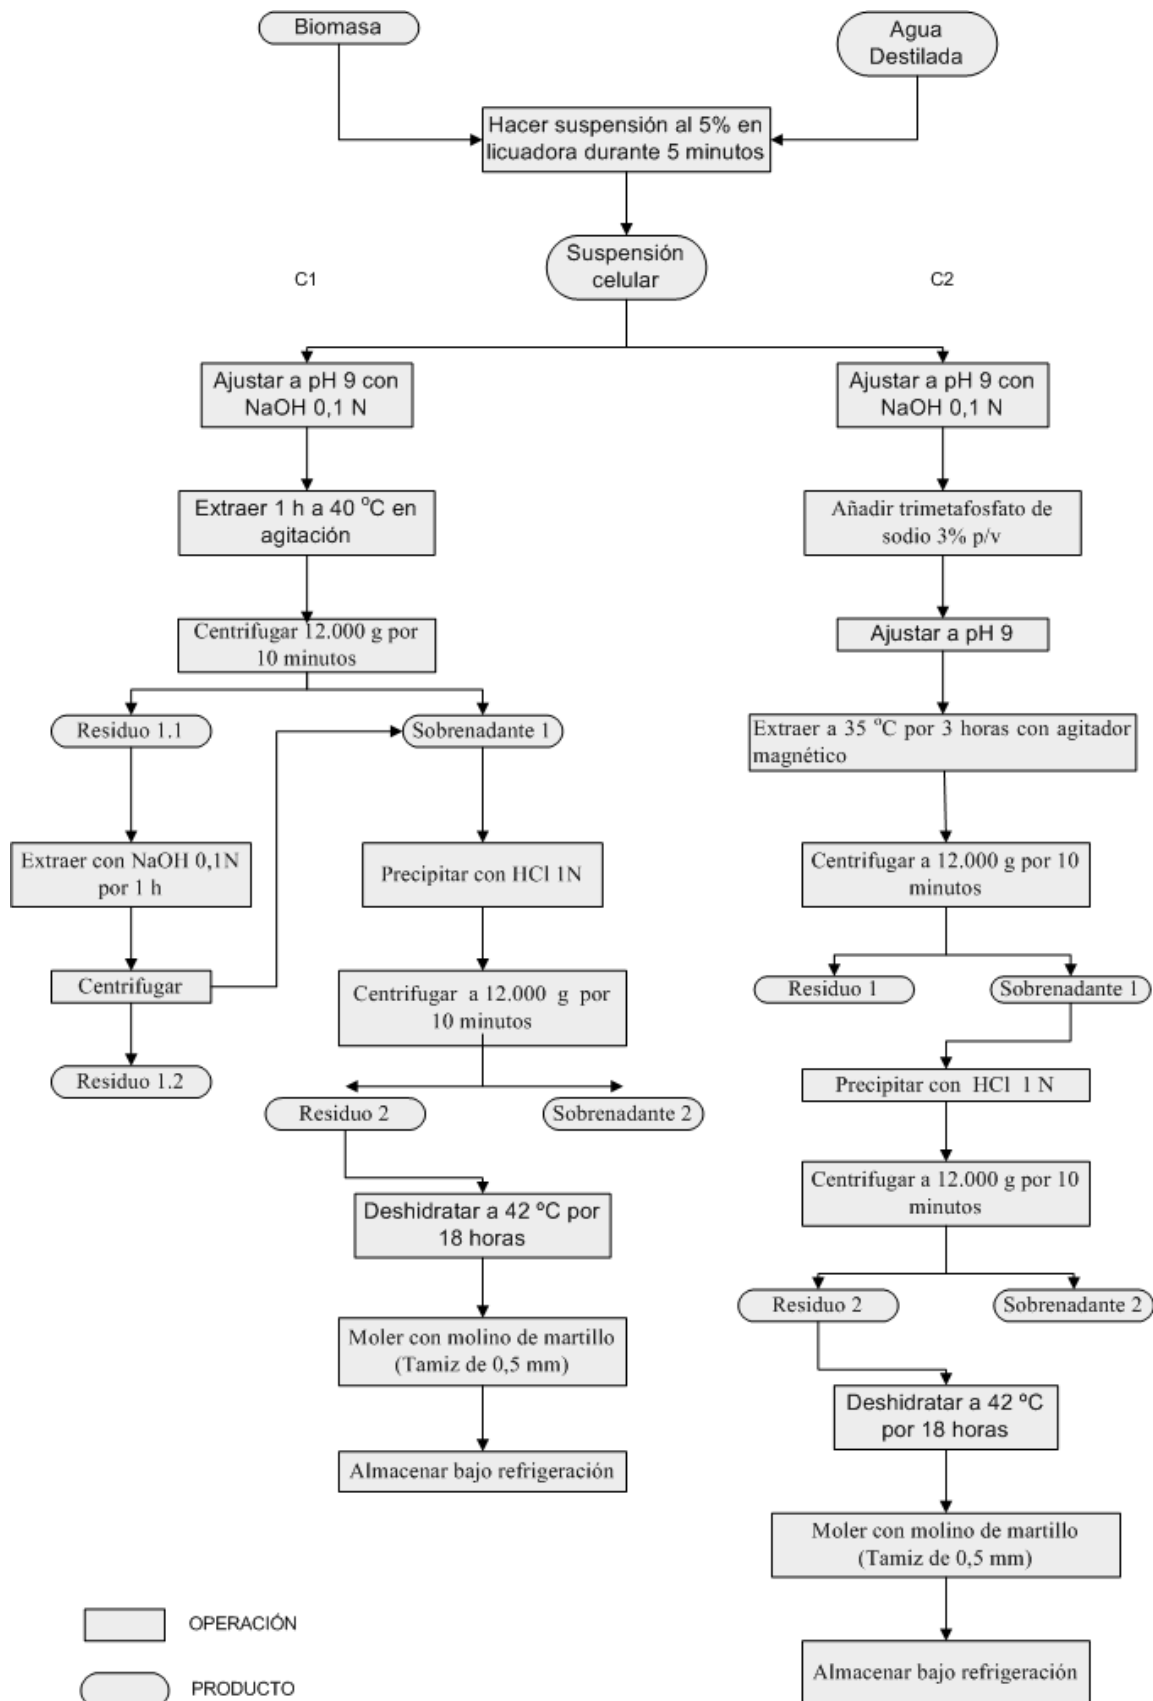 Biomasa
Agua
Destilada
Hacer suspensión al 5% en
licuadora durante 5 minutos
Suspensión
celular
C1
C2
Ajustar a pH 9 con
NaOH 0,1 N
Extraer 1 h a 40 °C en
agitación
Centrifugar 12.000 g por
10 minutos
Residuo 1.1
Sobrenadante 1
Extraer con NaOH 0,1N
por 1 h
Centrifugar
Residuo 1.2
Precipitar con HCl 1N
Centrifugar a 12.000 g por
10 minutos
Residuo 2
Sobrenadante 2
Deshidratar a 42 ºC por
18 horas
Moler con molino de martillo
(Tamiz de 0,5 mm)
Almacenar bajo refrigeración
Ajustar a pH 9 con
NaOH 0,1 N
Añadir trimetafosfato de
sodio 3% p/v
Ajustar a pH 9
Extraer a 35 °C por 3 horas con agitador
magnético
Centrifugar a 12.000 g por 10
minutos
Residuo 1
Sobrenadante 1
Precipitar con HCl 1 N
Centrifugar a 12.000 g por 10
minutos
Residuo 2
Sobrenadante 2
Deshidratar a 42 ºC
por 18 horas
Moler con molino de martillo
(Tamiz de 0,5 mm)
Almacenar bajo refrigeración
OPERACIÓN
PRODUCTO